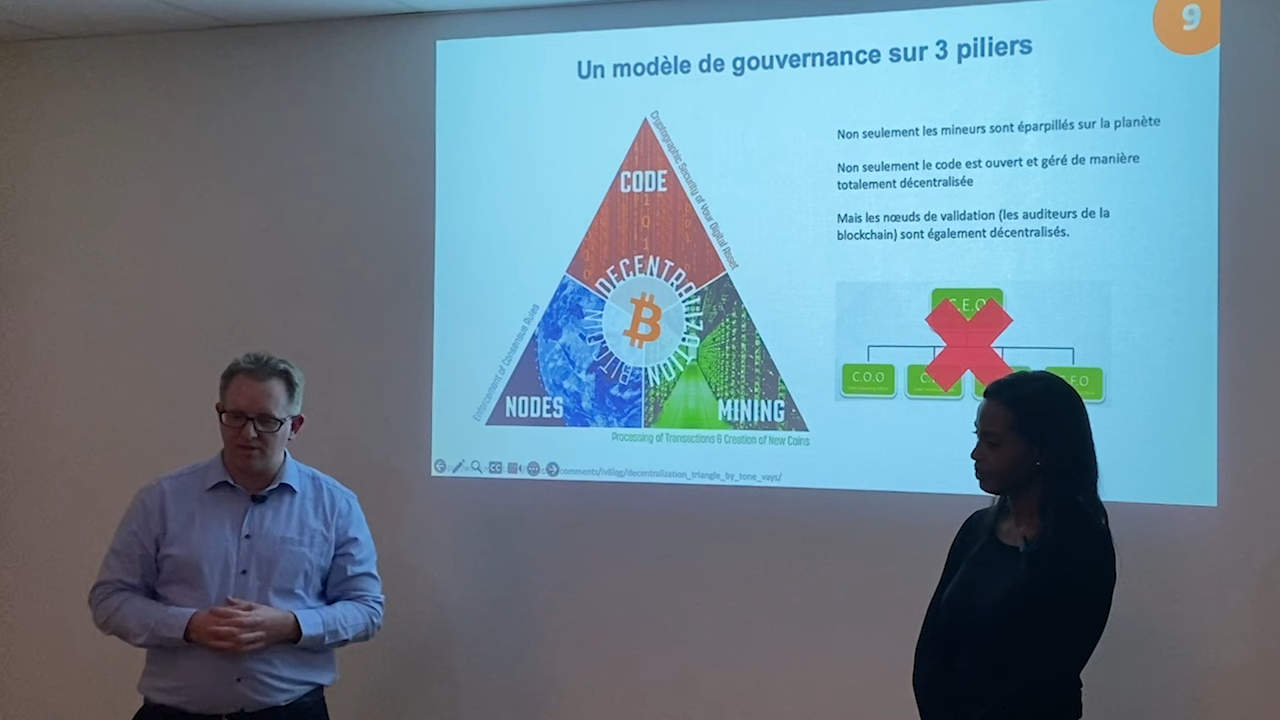 9
Un modèle de gouvernance sur 3 piliers
Cryptographic Security of Your Digital Asset
CODE
Non seulement les mineurs sont éparpillés sur la planète
Non seulement le code est ouvert et géré de manière
totalement décentralisée
Mais les nœuds de validation (les auditeurs de la
blockchain) sont également décentralisés.
DECENTRALIZATION
BITCOIN
Enforcement of Consensus Rules
NODES
MINING
Processing of Transactions & Creation of New Coins
C.E.O
C.O.O
comments/iv8log/decentralization_triangle_by_tone_vays/